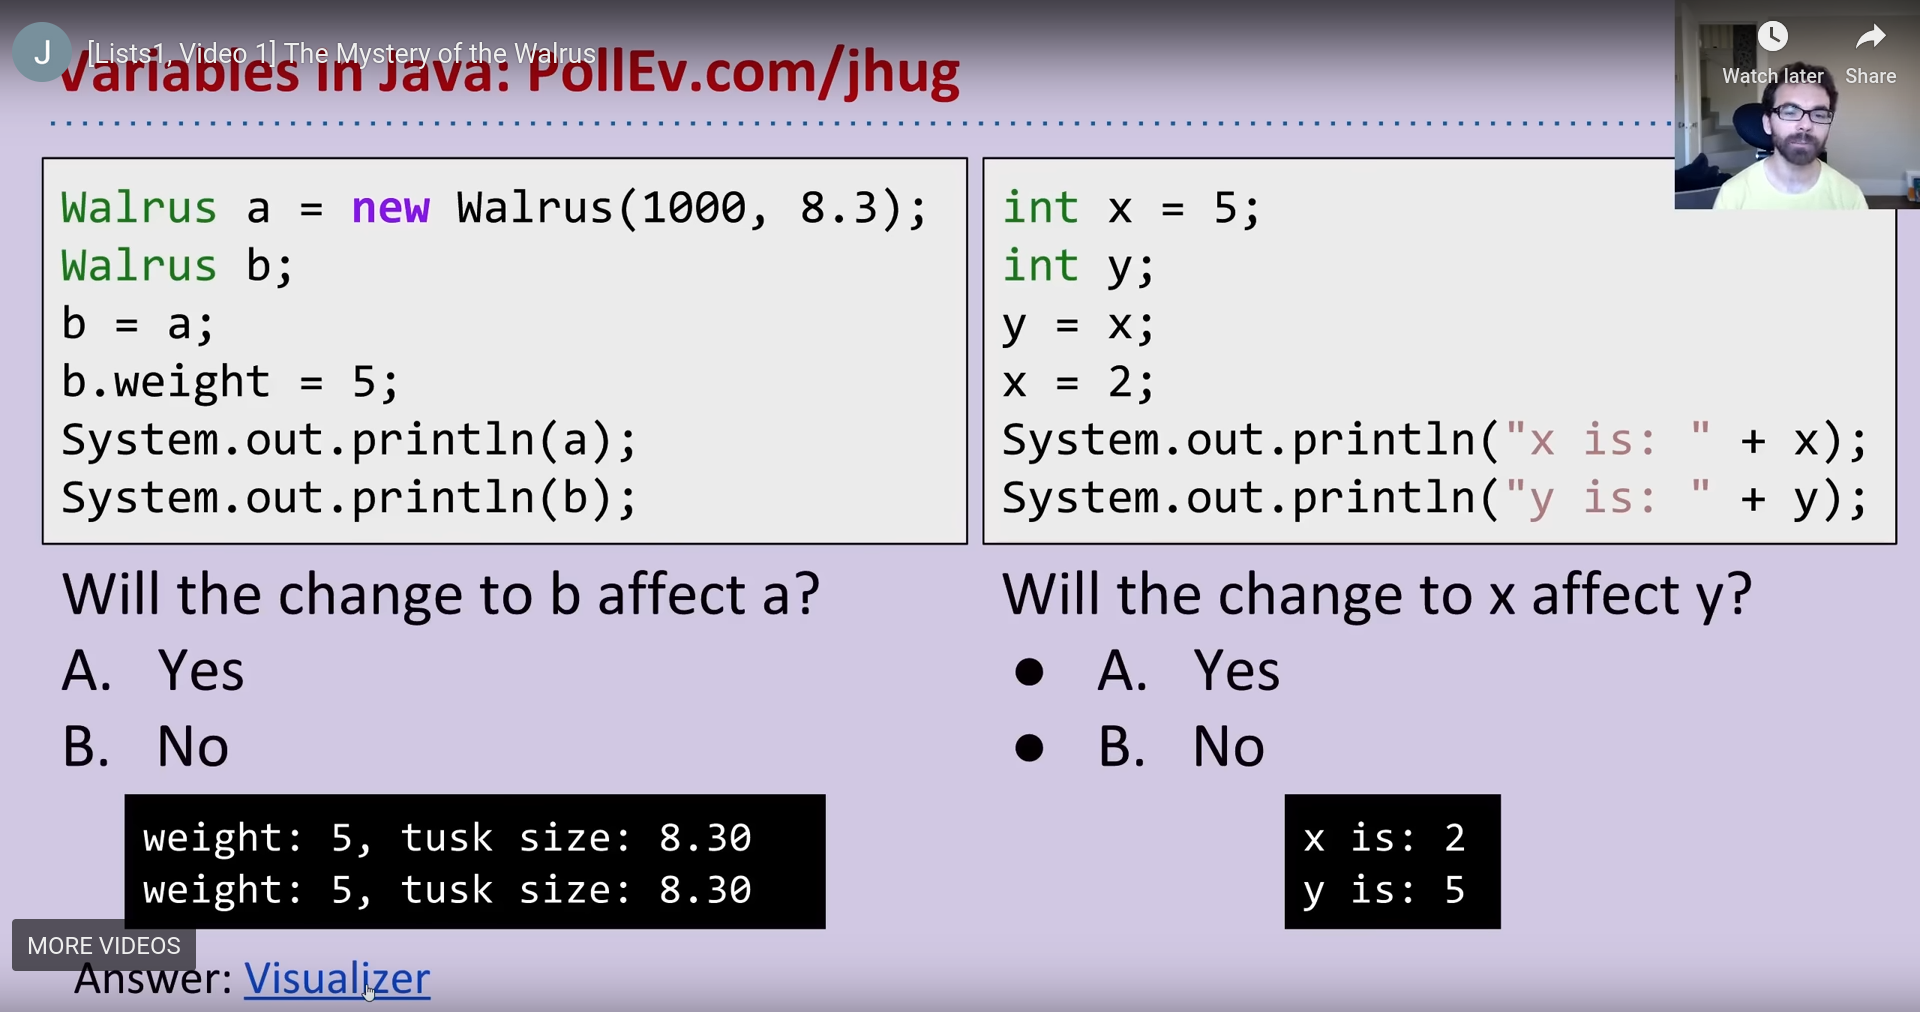 J
[Lists1, Video 1] The Mystery of the Walrus
Variables in Java: PollEv.com/jhug
Watch later
Share
Walrus a = new Walrus(1000, 8.3);
Walrus b;
b = a;
b.weight = 5;
System.out.println(a);
System.out.println(b);
int x = 5;
int y;
y = x;
x = 2;
System.out.println("x is: " + x);
System.out.println("y is: " + y);
Will the change to b affect a?
A. Yes
B. No
Will the change to x affect y?
● A. Yes
● B. No
weight: 5, tusk size: 8.30
weight: 5, tusk size: 8.30
x is: 2
y is: 5
MORE VIDEOS
Answer: Visualizer